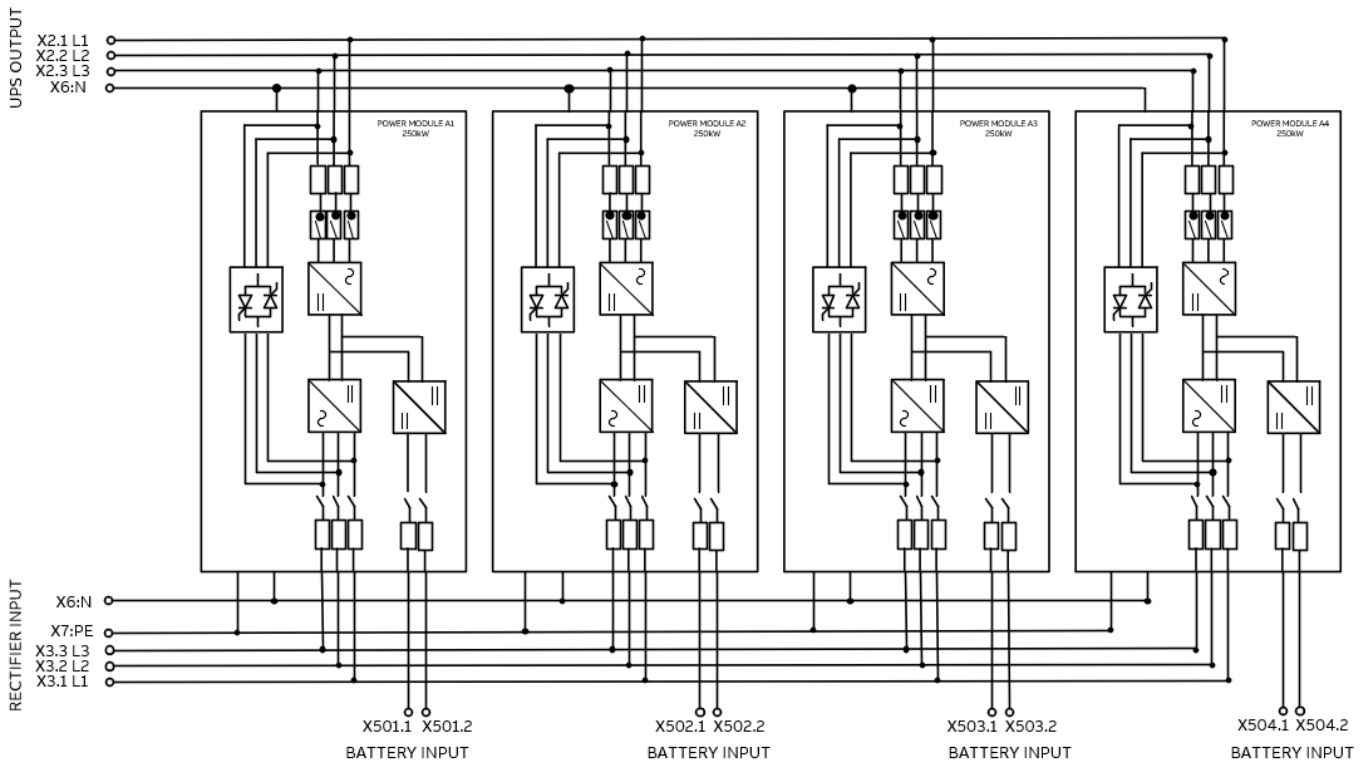 UPS OUTPUT
X2.1 L1
X2.2 L2
X2.3 L3
X6:N
POWER MODULE A1
250kW
POWER MODULE A2
250kW
POWER MODULE A3
250kW
POWER MODULE A4
250kW
RECTIFIER INPUT
X6:N
X7:PE
X3.3 L3
X3.2 L2
X3.1 L1
X501.1 X501.2
BATTERY INPUT
X502.1 X502.2
BATTERY INPUT
X503.1 X503.2
BATTERY INPUT
X504.1 X504.2
BATTERY INPUT